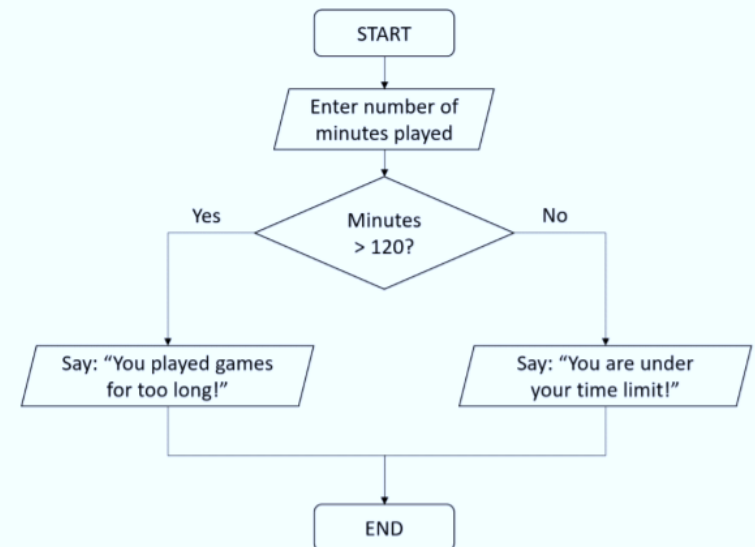 START
Enter number of
minutes played
Minutes
> 120?
Yes
No
Say: “You played games
for too long!”
Say: “You are under
your time limit!”
END